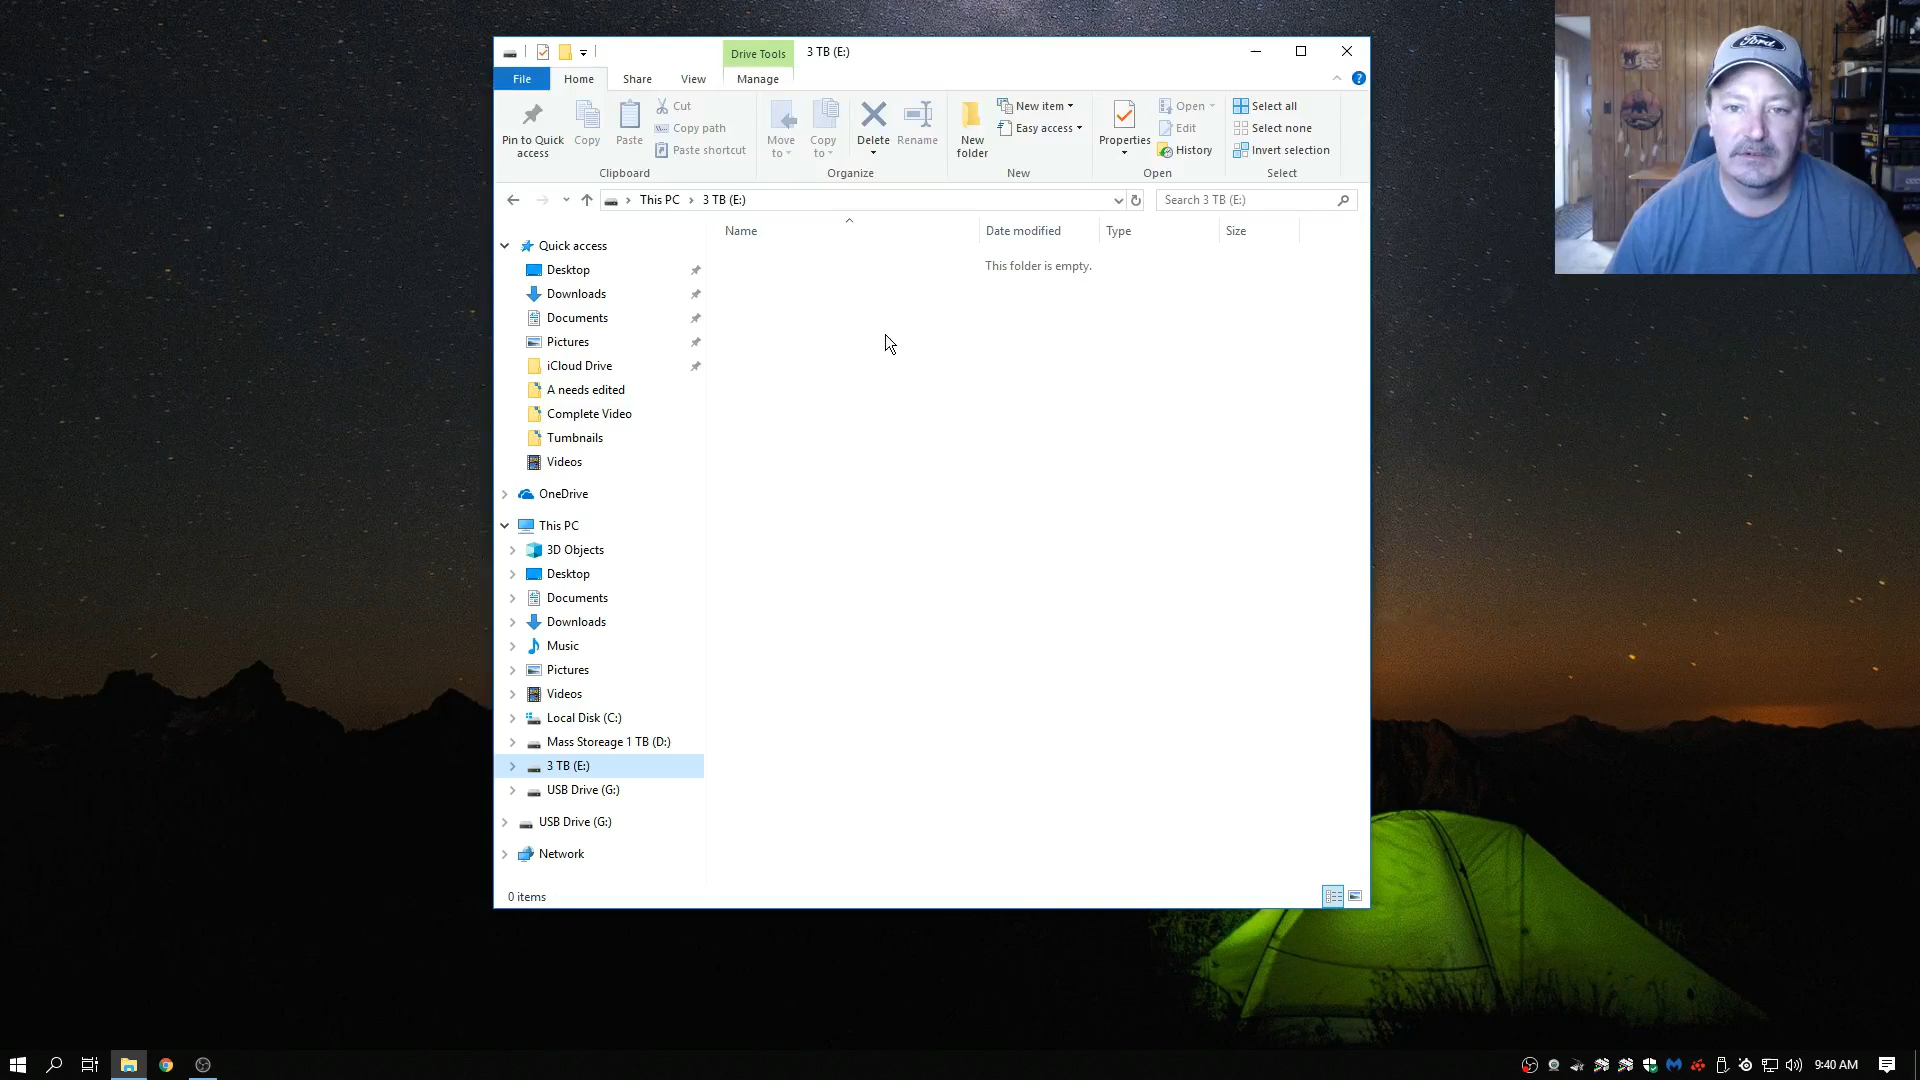 Drive Tools
3 TB (E:)
File
Home
Share
View
Manage
Pin to Quick access
Copy
Paste
Cut
Copy path
Paste shortcut
Clipboard
Move to
Copy to
Delete
Rename
Organize
New folder
New item
Easy access
New
Properties
Open
Edit
History
Open
Select all
Select none
Invert selection
Select
This PC
3 TB (E:)
Search 3 TB (E:)
Name
Date modified
Type
Size
This folder is empty.
Quick access
Desktop
Downloads
Documents
Pictures
iCloud Drive
A needs edited
Complete Video
Tumbnails
Videos
OneDrive
This PC
3D Objects
Desktop
Documents
Downloads
Music
Pictures
Videos
Local Disk (C:)
Mass Storeage 1 TB (D:)
3 TB (E:)
USB Drive (G:)
USB Drive (G:)
Network
0 items
Ford
9:40 AM